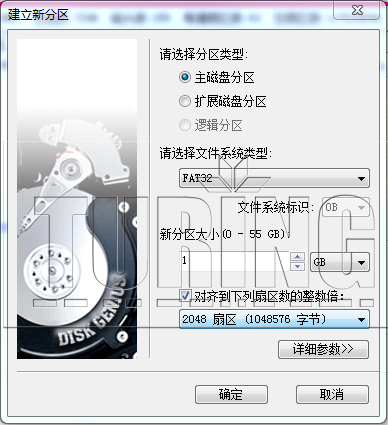 建立新分区
请选择分区类型:
主磁盘分区
扩展磁盘分区
逻辑分区
请选择文件系统类型:
FAT32
文件系统标识: 0B
新分区大小(0 - 55 GB):
1 GB
对齐到下列扇区数的整数倍:
2048 扇区 (1048576 字节)
详细参数>>
确定 取消
DISK GENIUS
TURING